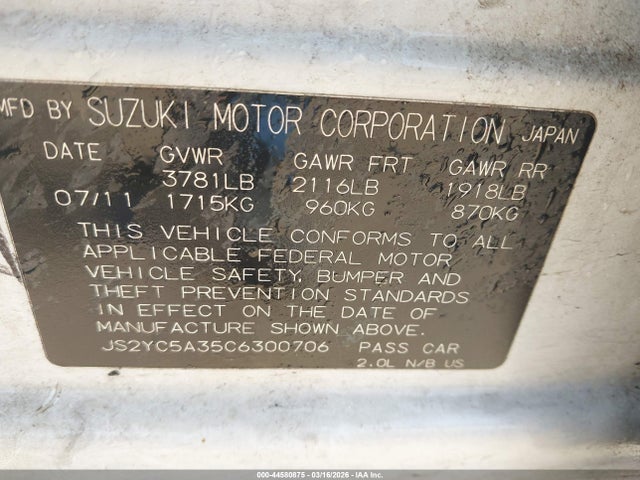 MFD BY SUZUKI MOTOR CORPORATION JAPAN
DATE GVWR GAWR FRT GAWR RR
3781LB 2116LB 1918LB
07/11 1715KG 960KG 870KG
THIS VEHICLE CONFORMS TO ALL
APPLICABLE FEDERAL MOTOR
VEHICLE SAFETY, BUMPER AND
THEFT PREVENTION STANDARDS
IN EFFECT ON THE DATE OF
MANUFACTURE SHOWN ABOVE.
JS2YC5A35C6300706 PASS CAR
2.0L N/B US
000-44580875 | 03/16/2026 | IAA Inc.